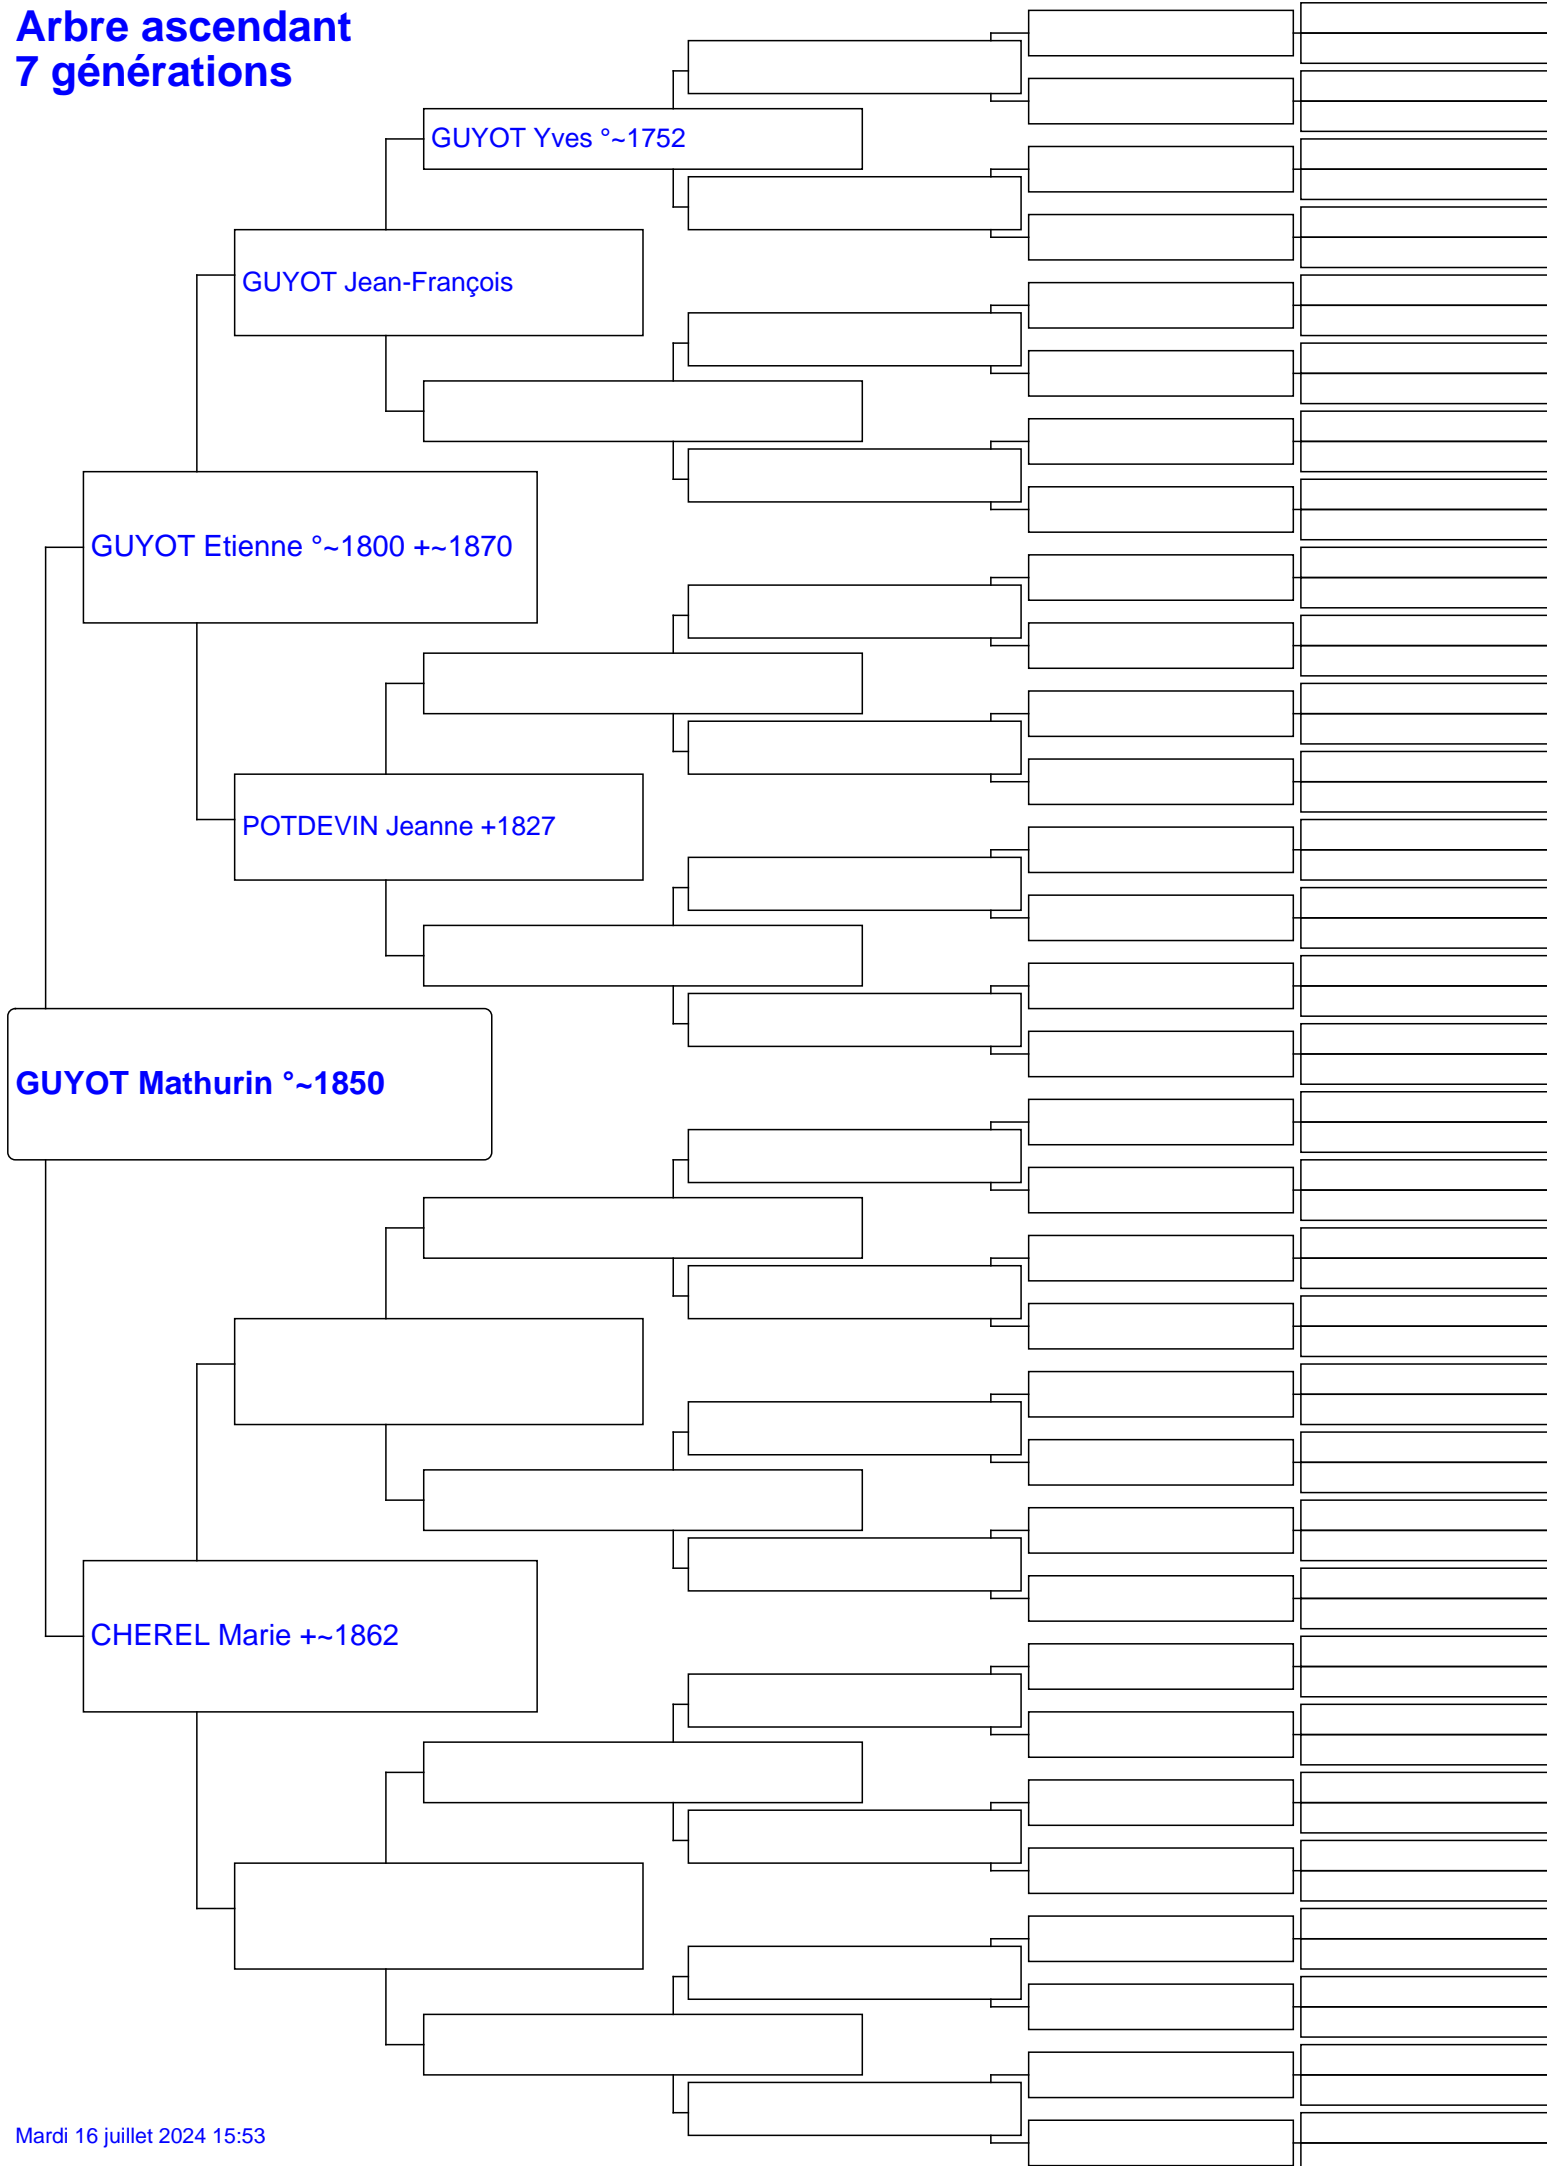 Arbre ascendant
7 générations
GUYOT Yves °~1752
GUYOT Jean-François
GUYOT Etienne °~1800 +~1870
POTDEVIN Jeanne +1827
GUYOT Mathurin °~1850
CHEREL Marie +~1862
Mardi 16 juillet 2024 15:53